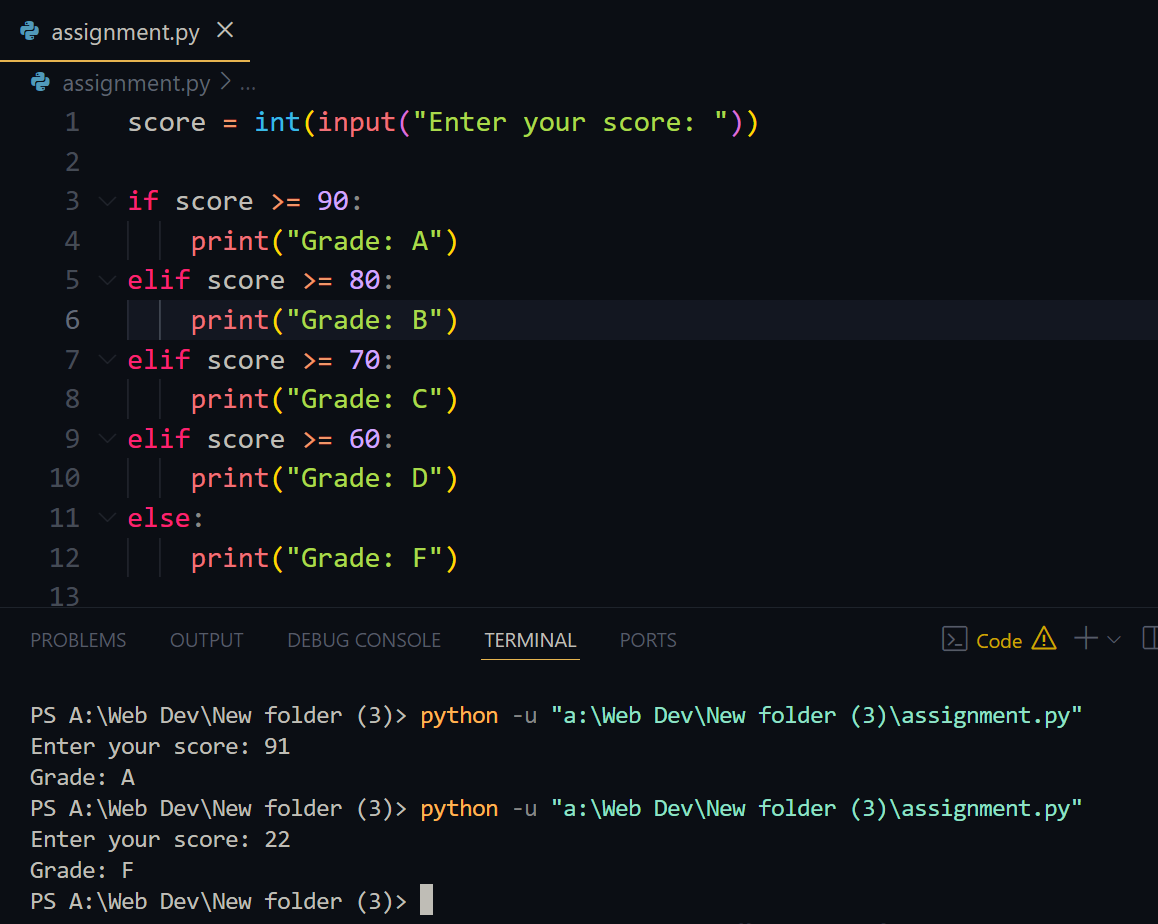 assignment.py
assignment.py > ...
1 score = int(input("Enter your score: "))
2
3 if score >= 90:
4     print("Grade: A")
5 elif score >= 80:
6     print("Grade: B")
7 elif score >= 70:
8     print("Grade: C")
9 elif score >= 60:
10     print("Grade: D")
11 else:
12     print("Grade: F")
13
PROBLEMS OUTPUT DEBUG CONSOLE TERMINAL PORTS Code
PS A:\Web Dev\New folder (3)> python -u "a:\Web Dev\New folder (3)\assignment.py"
Enter your score: 91
Grade: A
PS A:\Web Dev\New folder (3)> python -u "a:\Web Dev\New folder (3)\assignment.py"
Enter your score: 22
Grade: F
PS A:\Web Dev\New folder (3)>